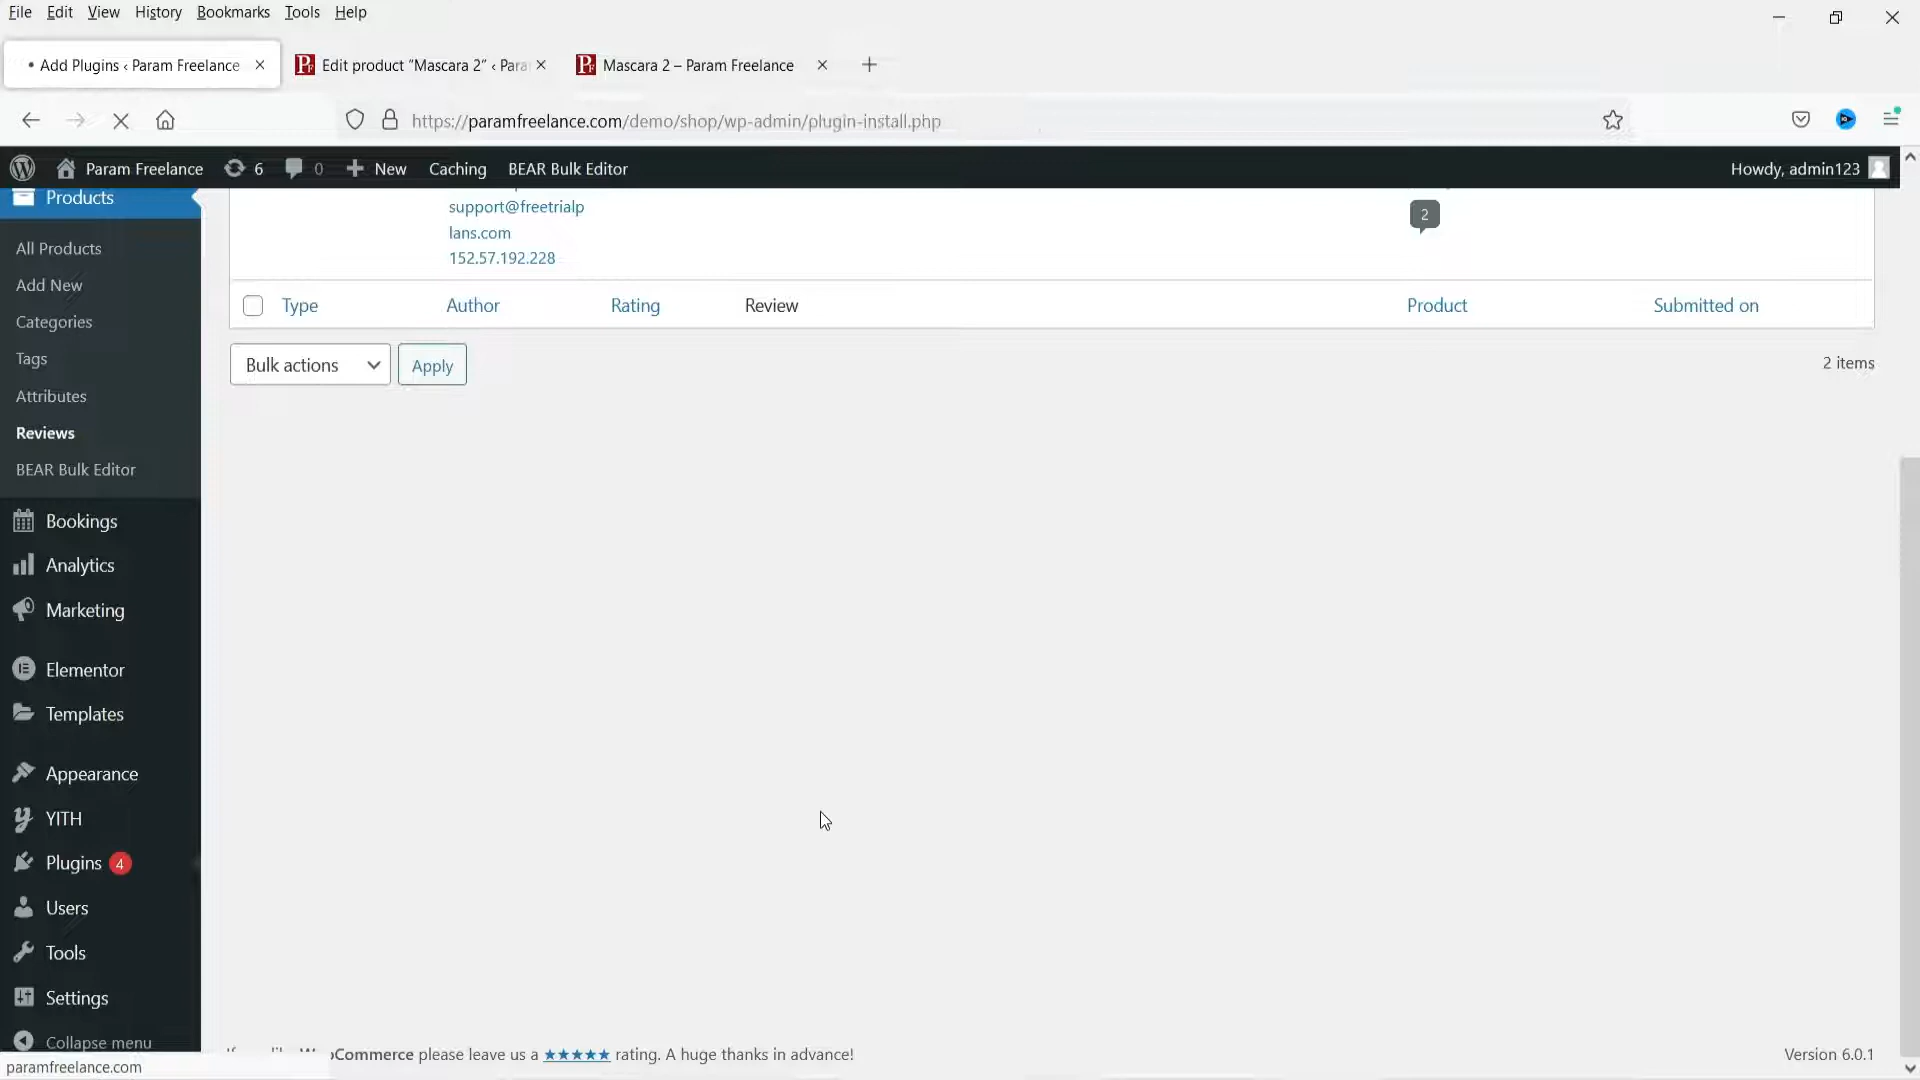 File Edit View History Bookmarks Tools Help
• Add Plugins ‹ Param Freelance
Edit product “Mascara 2” ‹ Para
Mascara 2 – Param Freelance
https://paramfreelance.com/demo/shop/wp-admin/plugin-install.php
Param Freelance 6 0 New Caching BEAR Bulk Editor Howdy, admin123
Products
All Products
Add New
Categories
Tags
Attributes
Reviews
BEAR Bulk Editor
Bookings
Analytics
Marketing
Elementor
Templates
Appearance
YITH
Plugins 4
Users
Tools
Settings
Collapse menu
support@freetrialp
lans.com
152.57.192.228
2
Type Author Rating Review Product Submitted on
Bulk actions Apply 2 items
Commerce please leave us a ★★★★★ rating. A huge thanks in advance!
Version 6.0.1
paramfreelance.com